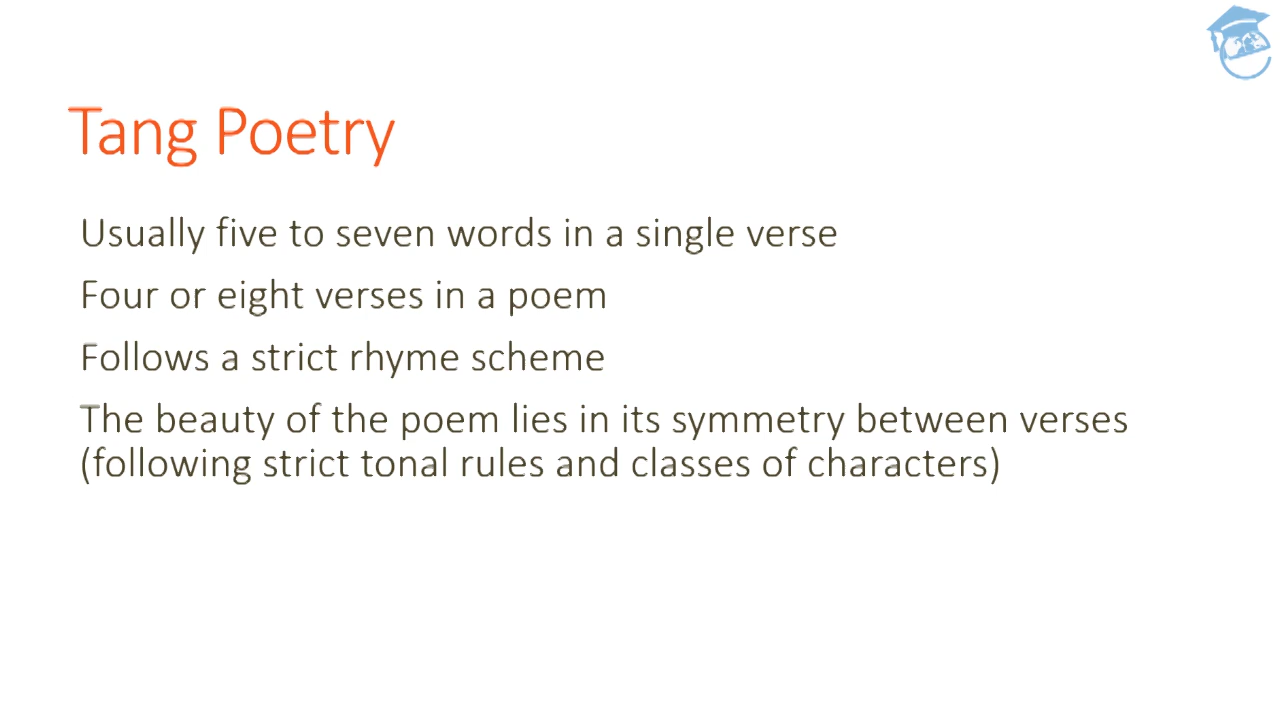 Tang Poetry
Usually five to seven words in a single verse
Four or eight verses in a poem
Follows a strict rhyme scheme
The beauty of the poem lies in its symmetry between verses
(following strict tonal rules and classes of characters)